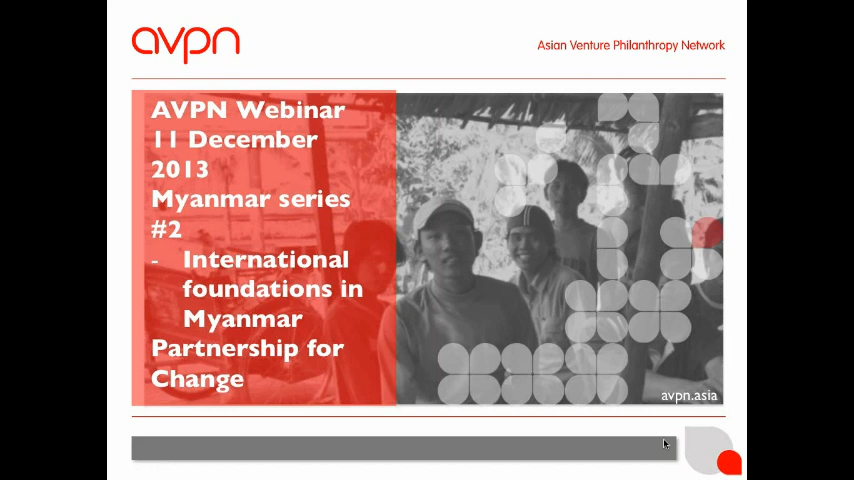 avpn
Asian Venture Philanthropy Network
AVPN Webinar
11 December
2013
Myanmar series
#2
- International
foundations in
Myanmar
Partnership for
Change
avpn.asia